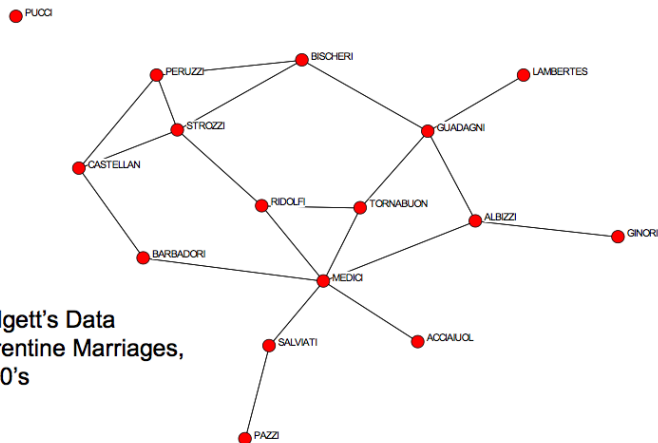 PUCCI
BISCHERI
PERUZZI
LAMBERTES
STROZZI
GUADAGNI
CASTELLAN
RIDOLFI
TORNABUON
ALBIZZI
GINORI
BARBADORI
MEDICI
lgett's Data
rentine Marriages,
0's
SALVIATI
ACCIAIUOL
PAZZI